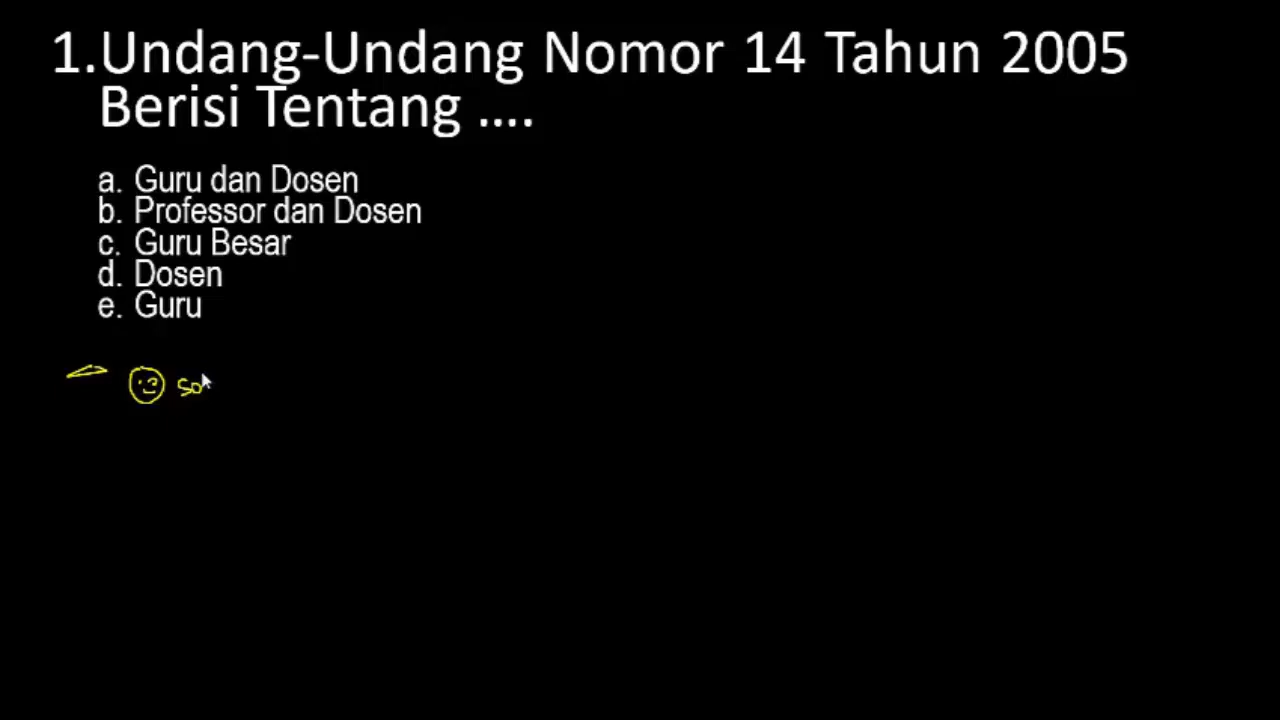 1.Undang-Undang Nomor 14 Tahun 2005
Berisi Tentang ....
a. Guru dan Dosen
b. Professor dan Dosen
c. Guru Besar
d. Dosen
e. Guru
so